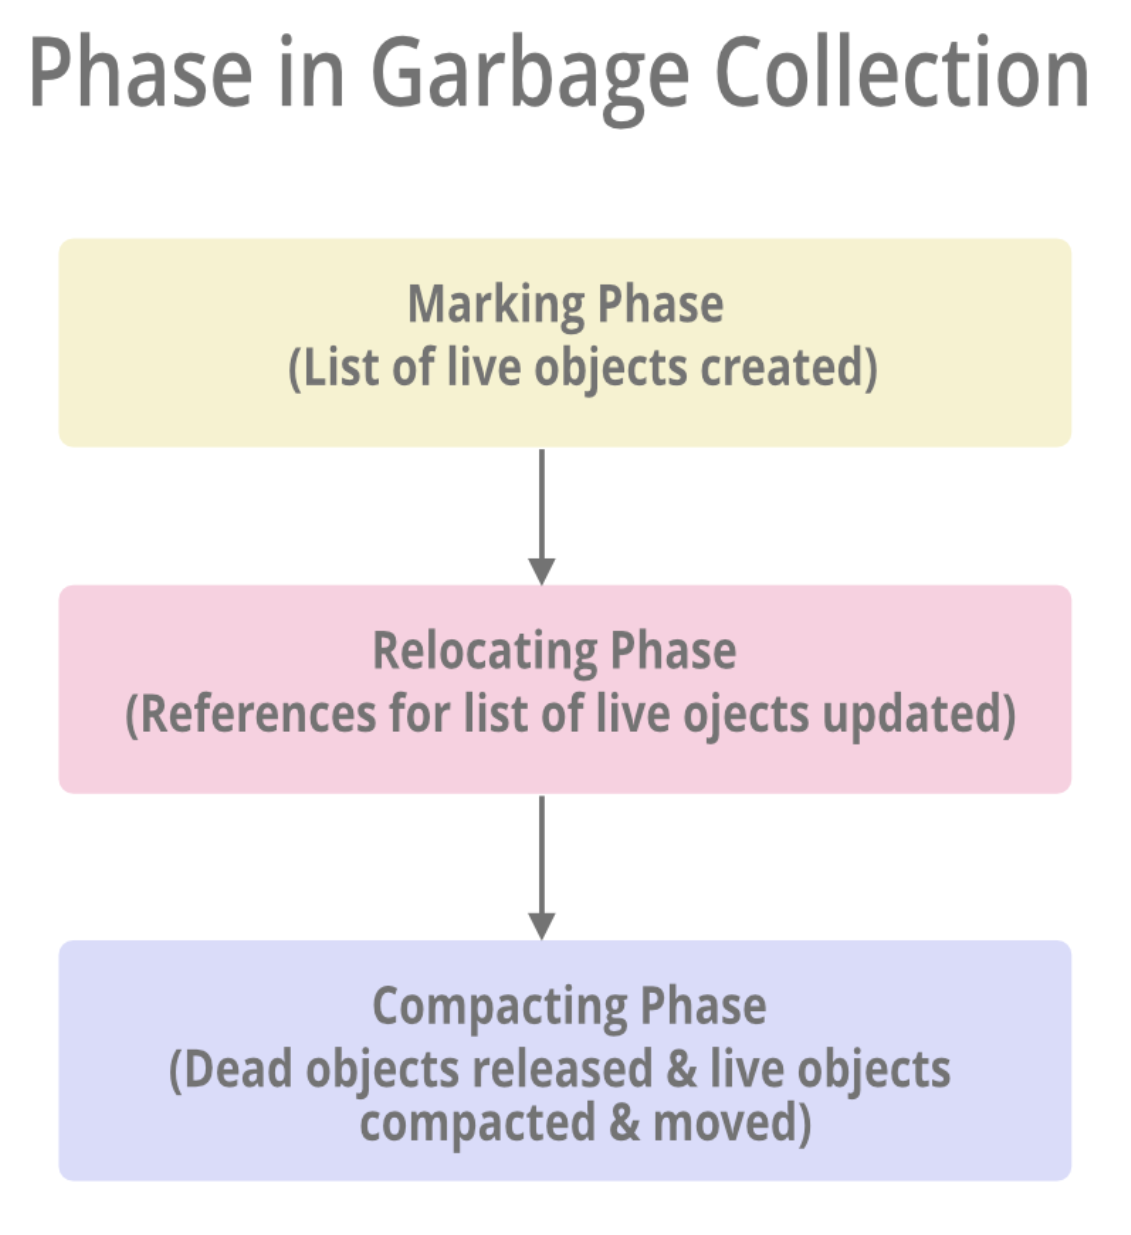 Phase in Garbage Collection
Marking Phase
(List of live objects created)
Relocating Phase
(References for list of live ojects updated)
Compacting Phase
(Dead objects released & live objects
compacted & moved)